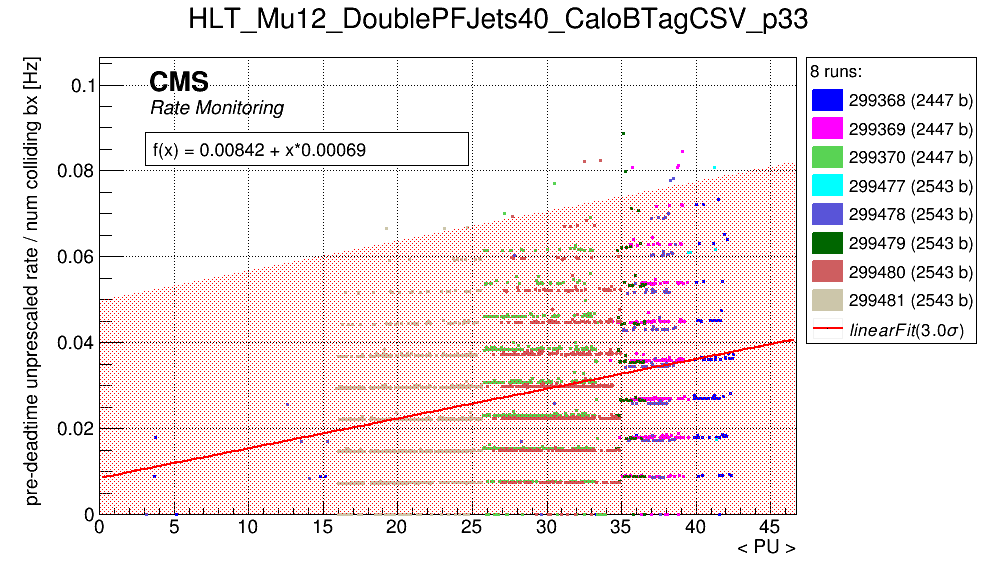 HLT_Mu12_DoublePFJets40_CaloBTagCSV_p33
pre-deadtime unprescaled rate / num colliding bx [Hz]
CMS
Rate Monitoring
f(x) = 0.00842 + x*0.00069
0.1
0.08
0.06
0.04
0.02
0
0 5 10 15 20 25 30 35 40 45
< PU >
8 runs:
299368 (2447 b)
299369 (2447 b)
299370 (2447 b)
299477 (2543 b)
299478 (2543 b)
299479 (2543 b)
299480 (2543 b)
299481 (2543 b)
linearFit(3.0σ)